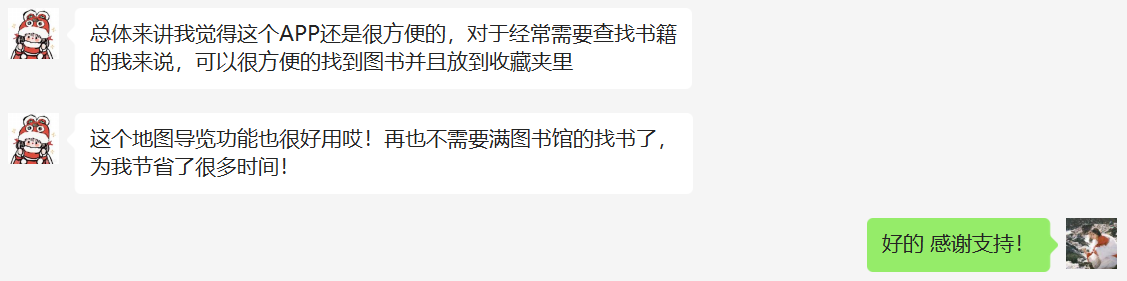 总体来讲我觉得这个APP还是很方便的，对于经常需要查找书籍
的我来说，可以很方便的找到图书并且放到收藏夹里
这个地图导览功能也很好用哎！再也不需要满图书馆的找书了，
为我节省了很多时间！
好的 感谢支持！